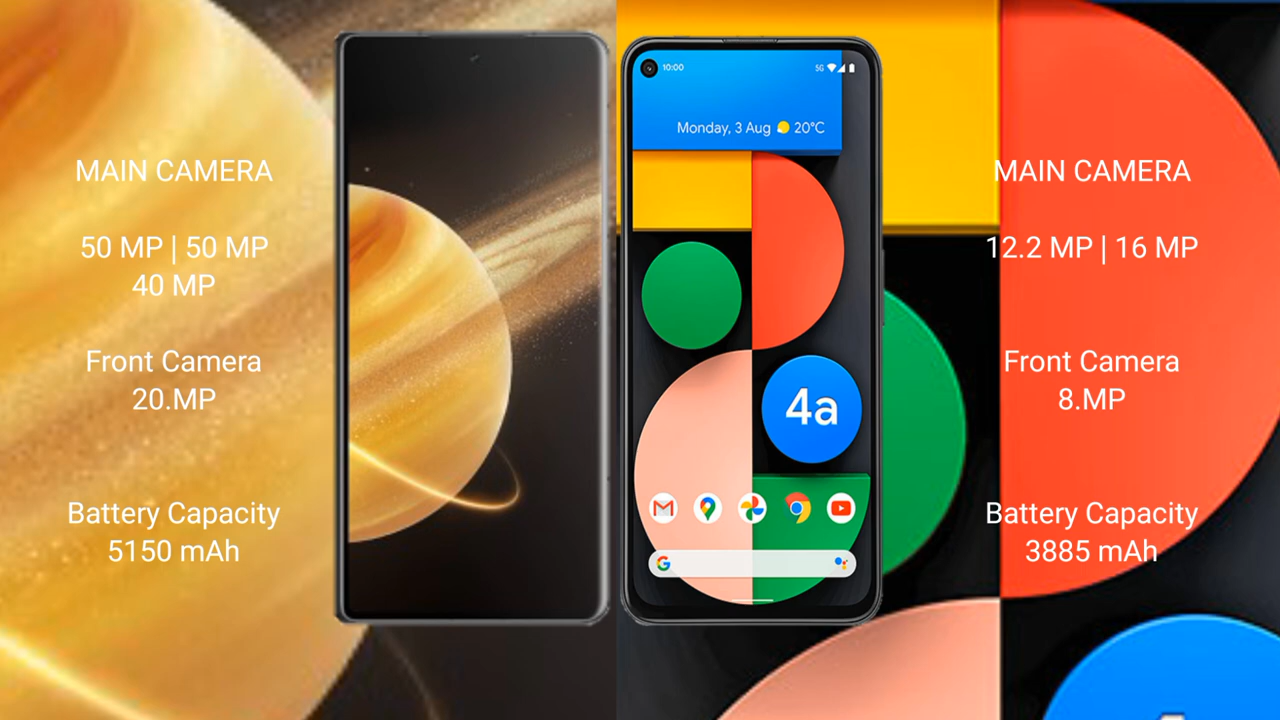 MAIN CAMERA
50 MP | 50 MP
40 MP
Front Camera
20.MP
Battery Capacity
5150 mAh
10:00
5G
Monday, 3 Aug 20°C
4a
MAIN CAMERA
12.2 MP | 16 MP
Front Camera
8.MP
Battery Capacity
3885 mAh